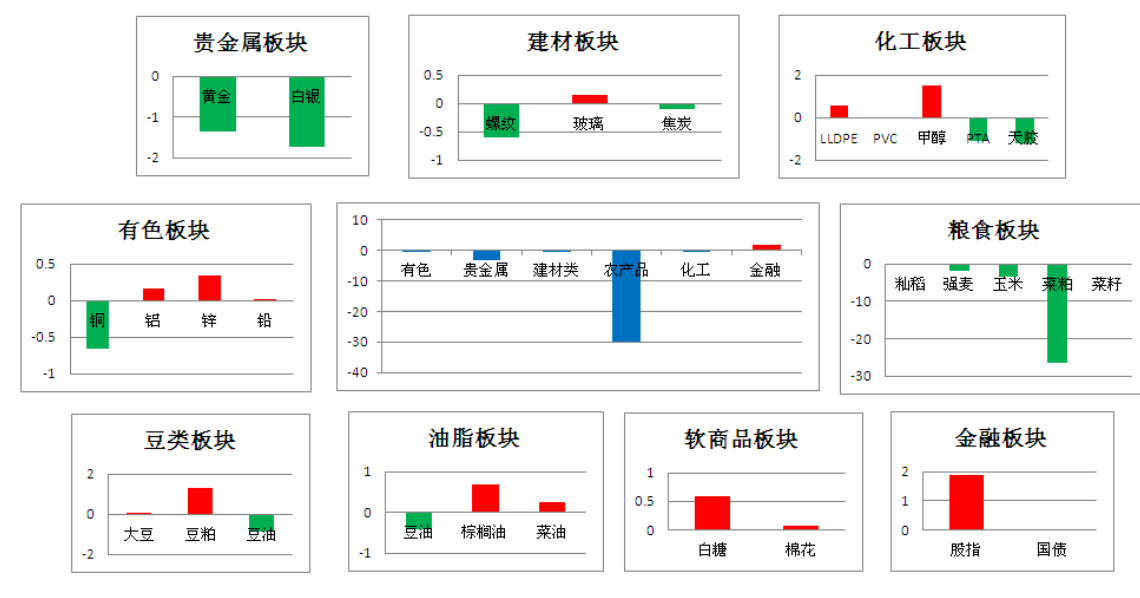 贵金属板块
0
-1
-2
黄金 白银
建材板块
0.5
0
-0.5
-1
螺纹 玻璃 焦炭
化工板块
2
0
-2
LLDPE PVC 甲醇 PTA 天胶
有色板块
0.5
0
-0.5
-1
铜 铝 锌 铅
10
0
-10
-20
-30
-40
有色 贵金属 建材类 农产品 化工 金融
粮食板块
0
-10
-20
-30
籼稻 强麦 玉米 菜粕 菜籽
豆类板块
2
0
-2
大豆 豆粕 豆油
油脂板块
1
0
-1
豆油 棕榈油 菜油
软商品板块
1
0.5
0
白糖 棉花
金融板块
2
1
0
股指 国债